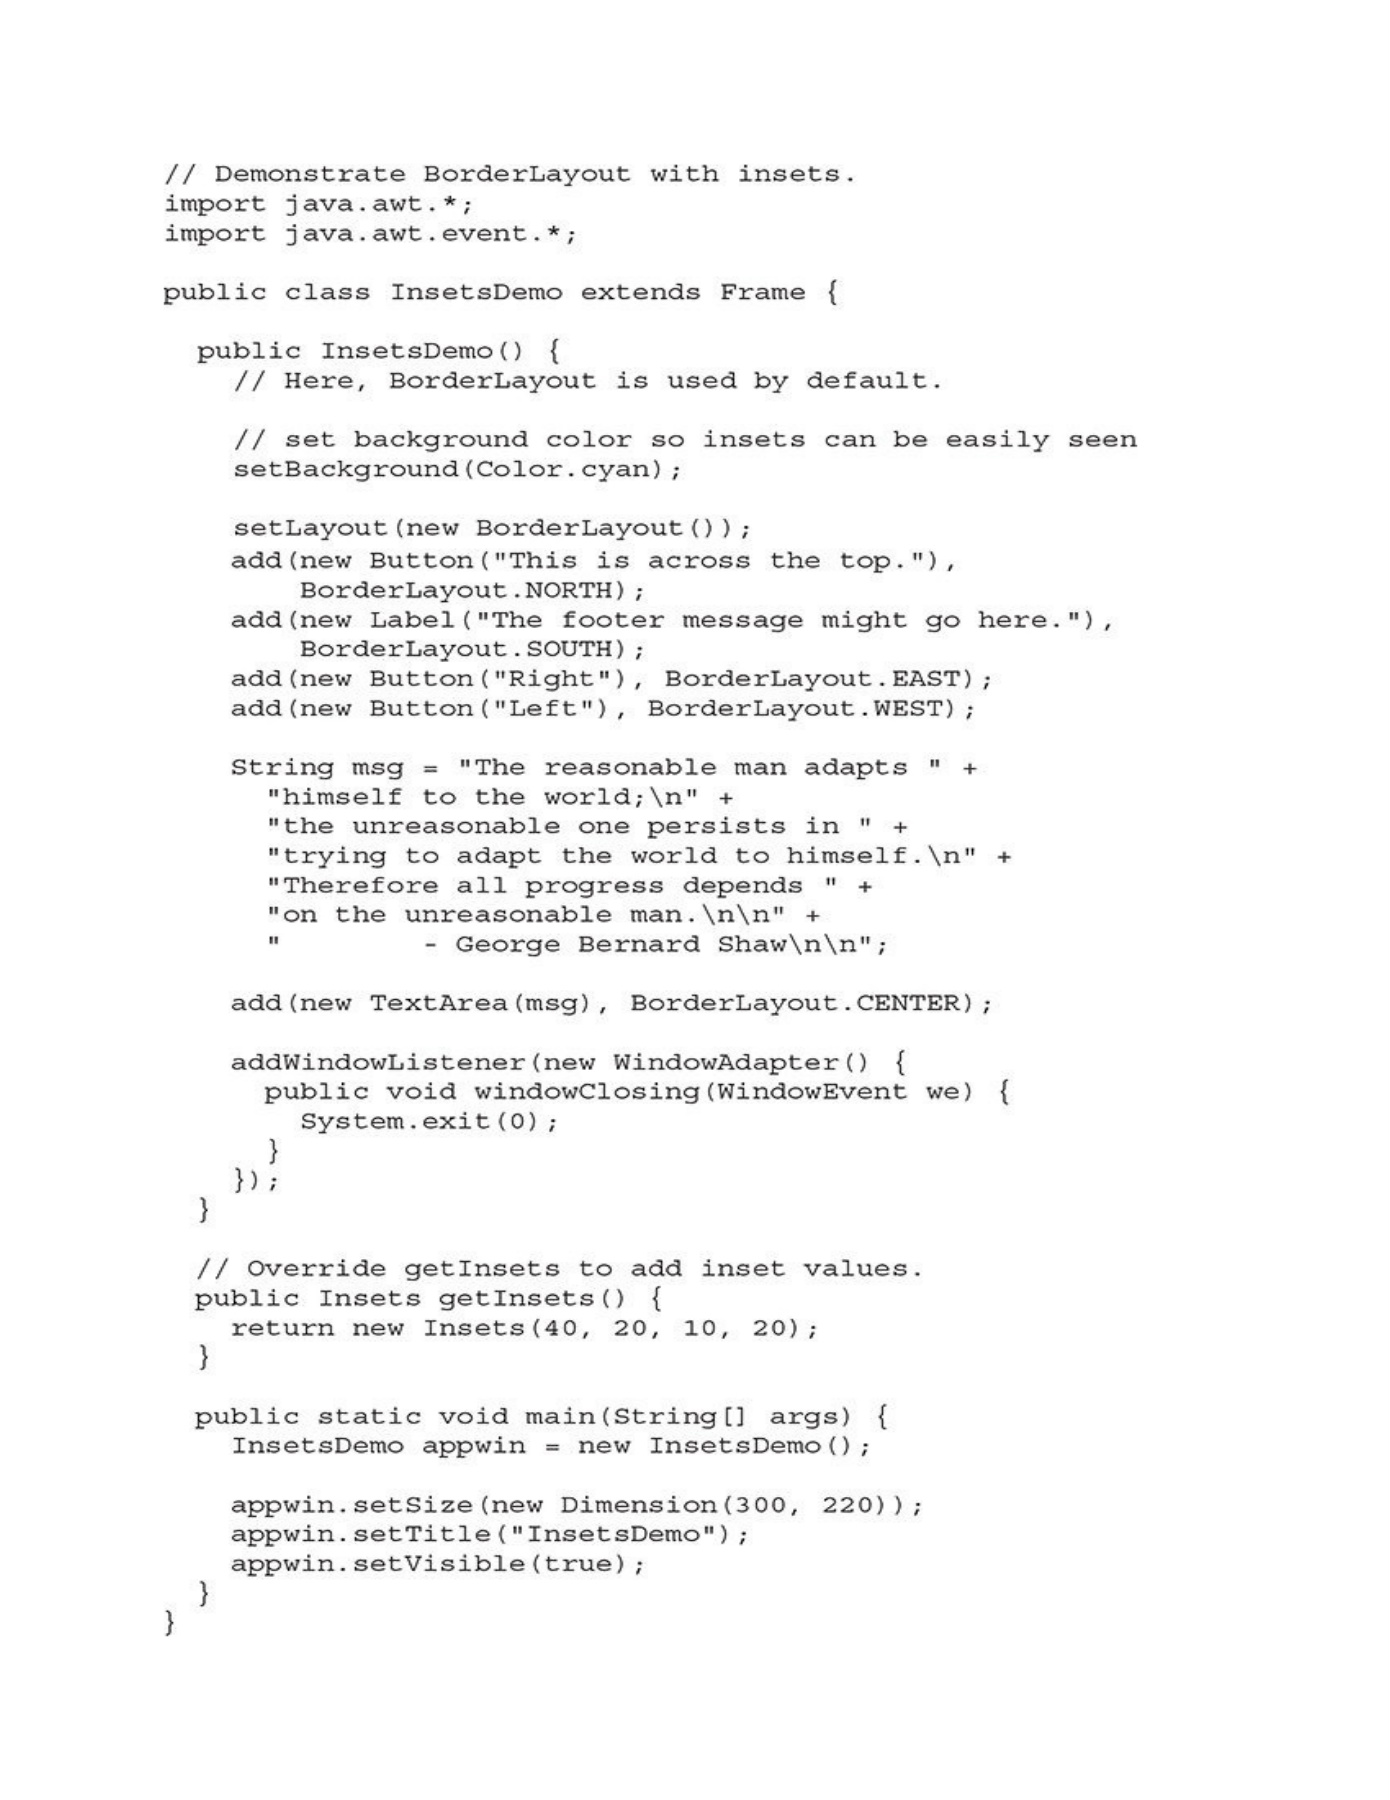 // Demonstrate BorderLayout with insets.
import java.awt.*;
import java.awt.event.*;

public class InsetsDemo extends Frame {

  public InsetsDemo() {
    // Here, BorderLayout is used by default.

    // set background color so insets can be easily seen
    setBackground(Color.cyan);

    setLayout(new BorderLayout());
    add(new Button("This is across the top."),
        BorderLayout.NORTH);
    add(new Label("The footer message might go here."),
        BorderLayout.SOUTH);
    add(new Button("Right"), BorderLayout.EAST);
    add(new Button("Left"), BorderLayout.WEST);

    String msg = "The reasonable man adapts " +
      "himself to the world;\n" +
      "the unreasonable one persists in " +
      "trying to adapt the world to himself.\n" +
      "Therefore all progress depends " +
      "on the unreasonable man.\n\n" +
      "        - George Bernard Shaw\n\n";

    add(new TextArea(msg), BorderLayout.CENTER);

    addWindowListener(new WindowAdapter() {
      public void windowClosing(WindowEvent we) {
        System.exit(0);
      }
    });
  }

  // Override getInsets to add inset values.
  public Insets getInsets() {
    return new Insets(40, 20, 10, 20);
  }

  public static void main(String[] args) {
    InsetsDemo appwin = new InsetsDemo();

    appwin.setSize(new Dimension(300, 220));
    appwin.setTitle("InsetsDemo");
    appwin.setVisible(true);
  }
}